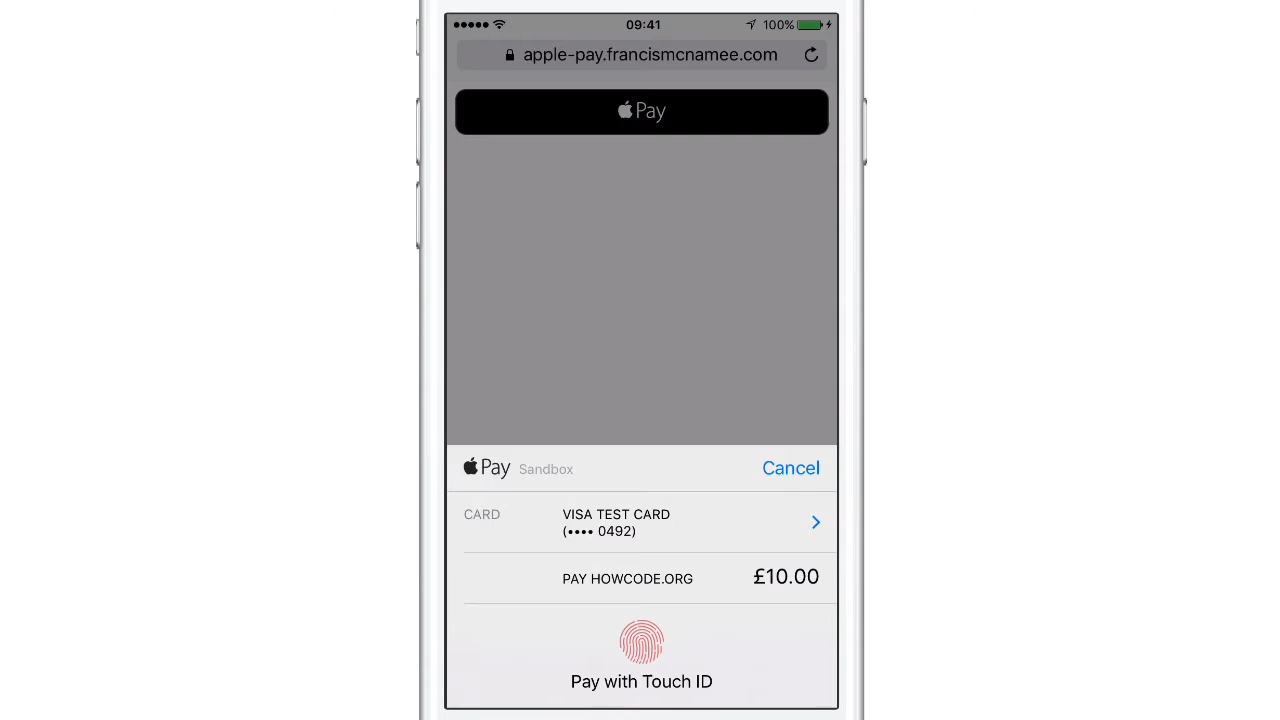 09:41 100%
apple-pay.francismcnamee.com
Pay
Pay Sandbox Cancel
CARD VISA TEST CARD
(•••• 0492)
PAY HOWCODE.ORG £10.00
Pay with Touch ID